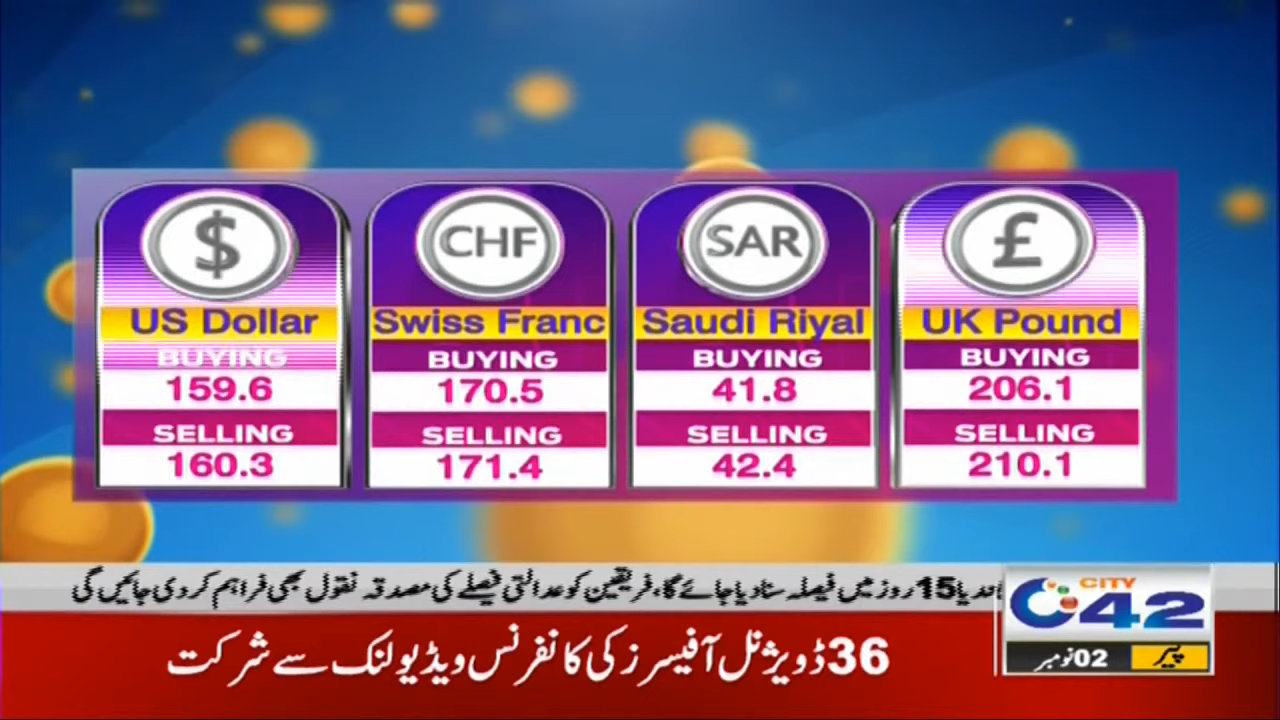 $
US Dollar
BUYING
159.6
SELLING
160.3
CHF
Swiss Franc
BUYING
170.5
SELLING
171.4
SAR
Saudi Riyal
BUYING
41.8
SELLING
42.4
£
UK Pound
BUYING
206.1
SELLING
210.1
15 روز میں فیصلہ سنا دیا جائے گا، فریقین کو عدالتی فیصلے کی مصدقہ نقول بھی فراہم کر دی جائیں گی
36 ڈویژنل آفیسرز کی کانفرنس ویڈیو لنک سے شرکت
CITY
42
پیر
02 نومبر